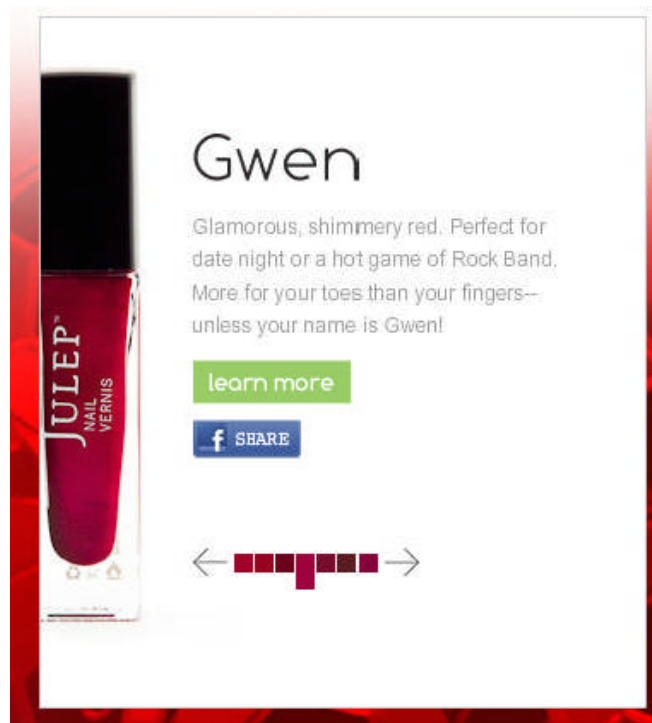 Gwen
Glamorous, shimmery red. Perfect for
date night or a hot game of Rock Band.
More for your toes than your fingers--
unless your name is Gwen!
learn more
f SHARE
JULEP™
NAIL
VERNIS